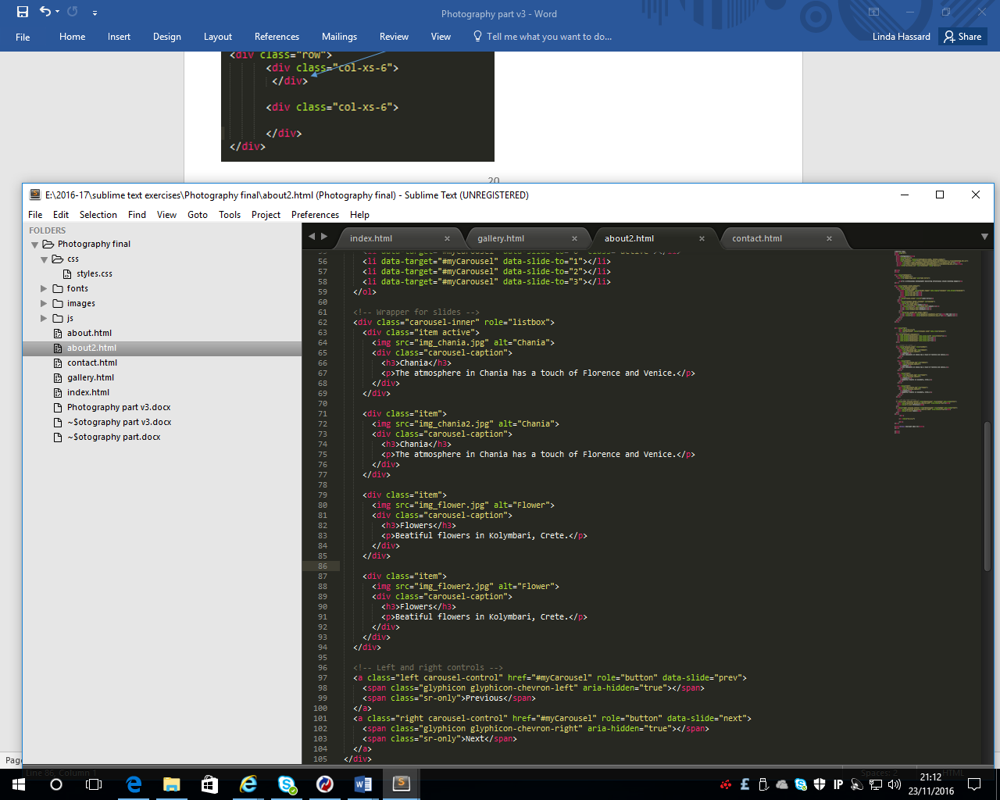 Photography part v3 - Word
File Home Insert Design Layout References Mailings Review View Tell me what you want to do... Linda Hassard Share
<div class="row">
<div class="col-xs-6">
</div>
<div class="col-xs-6">
</div>
</div>
20
E:\2016-17\sublime text exercises\Photography final\about2.html (Photography final) - Sublime Text (UNREGISTERED)
File Edit Selection Find View Goto Tools Project Preferences Help
FOLDERS
Photography final
css
styles.css
fonts
images
js
about.html
about2.html
contact.html
gallery.html
index.html
Photography part v3.docx
~$otography part v3.docx
~$otography part.docx
index.html × gallery.html × about2.html × contact.html ×
55 <li data-target="#myCarousel" data-slide-to="0" class="active"></li>
56 <li data-target="#myCarousel" data-slide-to="1"></li>
57 <li data-target="#myCarousel" data-slide-to="2"></li>
58 <li data-target="#myCarousel" data-slide-to="3"></li>
59 </ol>
60
61 <!-- Wrapper for slides -->
62 <div class="carousel-inner" role="listbox">
63 <div class="item active">
64 <img src="img_chania.jpg" alt="Chania">
65 <div class="carousel-caption">
66 <h3>Chania</h3>
67 <p>The atmosphere in Chania has a touch of Florence and Venice.</p>
68 </div>
69 </div>
70
71 <div class="item">
72 <img src="img_chania2.jpg" alt="Chania">
73 <div class="carousel-caption">
74 <h3>Chania</h3>
75 <p>The atmosphere in Chania has a touch of Florence and Venice.</p>
76 </div>
77 </div>
78
79 <div class="item">
80 <img src="img_flower.jpg" alt="Flower">
81 <div class="carousel-caption">
82 <h3>Flowers</h3>
83 <p>Beatiful flowers in Kolymbari, Crete.</p>
84 </div>
85 </div>
86
87 <div class="item">
88 <img src="img_flower2.jpg" alt="Flower">
89 <div class="carousel-caption">
90 <h3>Flowers</h3>
91 <p>Beatiful flowers in Kolymbari, Crete.</p>
92 </div>
93 </div>
94 </div>
95
96 <!-- Left and right controls -->
97 <a class="left carousel-control" href="#myCarousel" role="button" data-slide="prev">
98 <span class="glyphicon glyphicon-chevron-left" aria-hidden="true"></span>
99 <span class="sr-only">Previous</span>
100 </a>
101 <a class="right carousel-control" href="#myCarousel" role="button" data-slide="next">
102 <span class="glyphicon glyphicon-chevron-right" aria-hidden="true"></span>
103 <span class="sr-only">Next</span>
104 </a>
105 </div>
Page
Line 86, Column 1 Spaces: 2 HTML
IP
21:12
23/11/2016